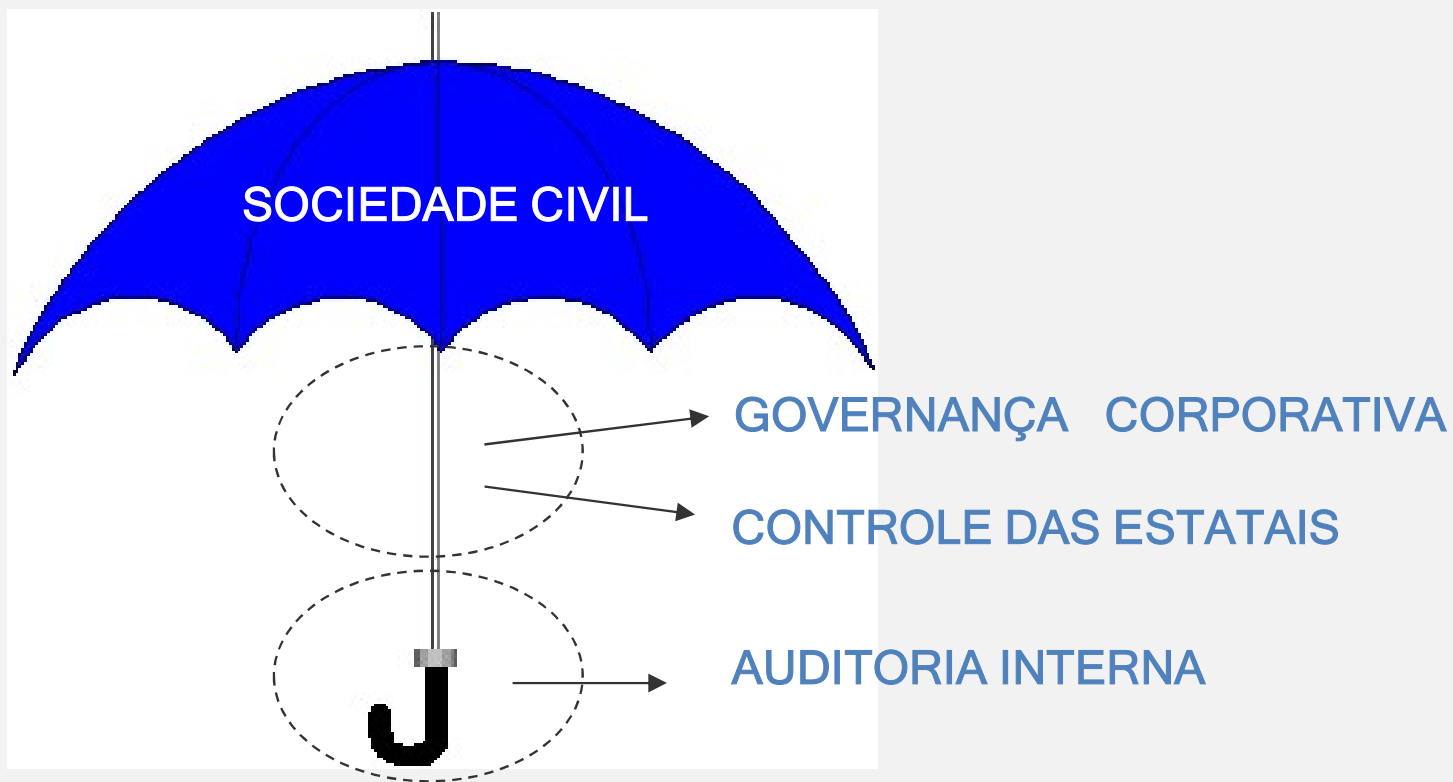 SOCIEDADE CIVIL
GOVERNANÇA CORPORATIVA
CONTROLE DAS ESTATAIS
AUDITORIA INTERNA